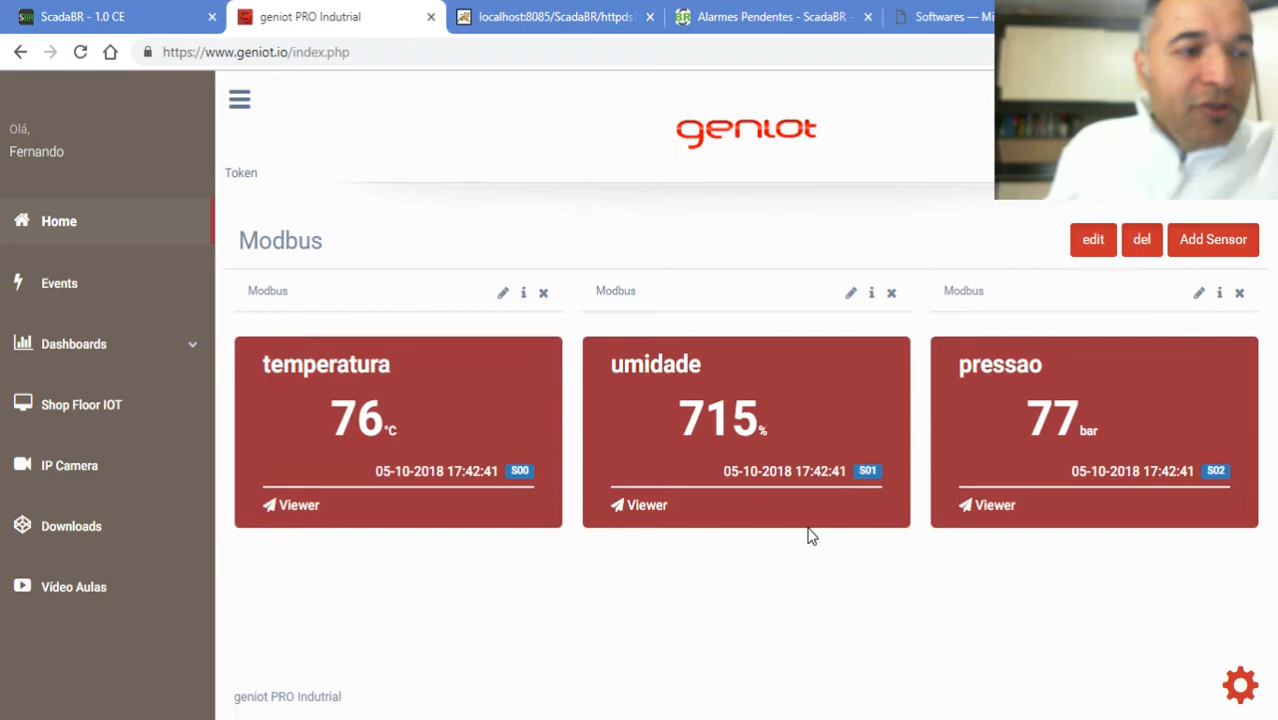 ScadaBR - 1.0 CE
geniot PRO Indutrial
localhost:8085/ScadaBR/httpds
Alarmes Pendentes - ScadaBR -
Softwares — Mi
https://www.geniot.io/index.php
Olá,
Fernando
geniot
Token
Home
Modbus
edit
del
Add Sensor
Events
Modbus
Modbus
Modbus
Dashboards
temperatura
76 °C
05-10-2018 17:42:41 S00
Viewer
umidade
715 %
05-10-2018 17:42:41 S01
Viewer
pressao
77 bar
05-10-2018 17:42:41 S02
Viewer
Shop Floor IOT
IP Camera
Downloads
Vídeo Aulas
geniot PRO Indutrial